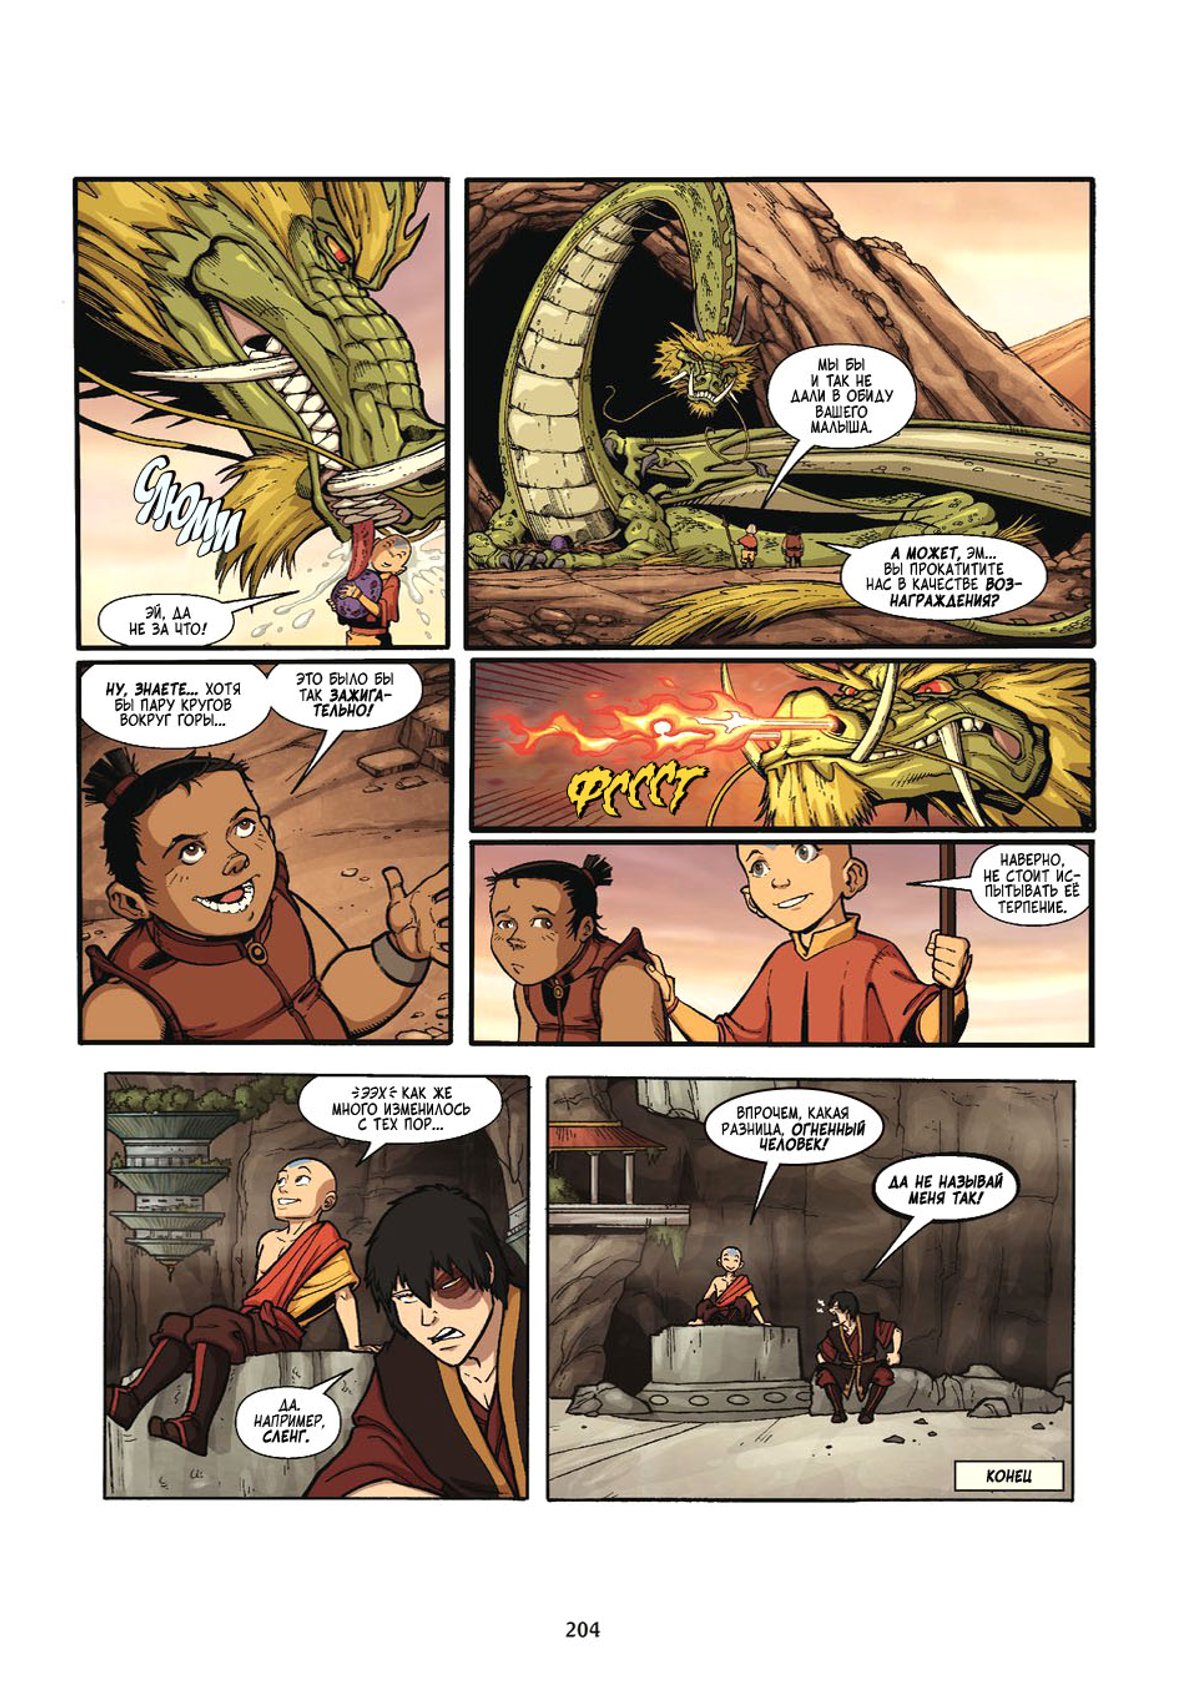 СЛЮМИ
ЭЙ, ДА
НЕ ЗА ЧТО!
МЫ БЫ
И ТАК НЕ
ДАЛИ В ОБИДУ
ВАШЕГО
МАЛЫША.
А МОЖЕТ, ЭМ...
ВЫ ПРОКАТИТЕ
НАС В КАЧЕСТВЕ ВОЗ-
НАГРАЖДЕНИЯ?
НУ, ЗНАЕТЕ... ХОТЯ
БЫ ПАРУ КРУГОВ
ВОКРУГ ГОРЫ...
ЭТО БЫЛО БЫ
ТАК ЗАЖИГА-
ТЕЛЬНО!
ФСССТ
НАВЕРНО,
НЕ СТОИТ ИС-
ПЫТЫВАТЬ ЕЁ
ТЕРПЕНИЕ.
ЭЭХ КАК ЖЕ
МНОГО ИЗМЕНИЛОСЬ
С ТЕХ ПОР...
ДА.
НАПРИМЕР,
СЛЕНГ.
ВПРОЧЕМ, КАКАЯ
РАЗНИЦА, ОГНЕННЫЙ
ЧЕЛОВЕК!
ДА НЕ НАЗЫВАЙ
МЕНЯ ТАК!
КОНЕЦ
204